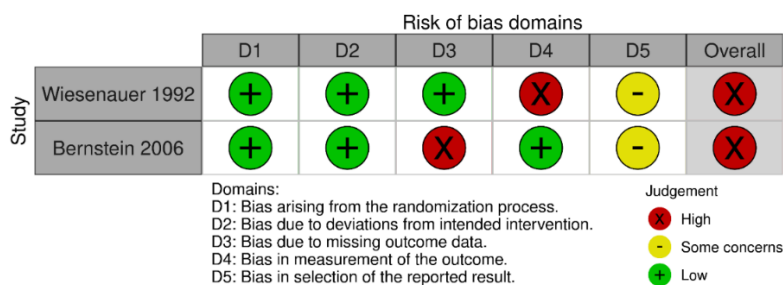 Risk of bias domains
D1 D2 D3 D4 D5 Overall
Study
Wiesenauer 1992 + + + X - X
Bernstein 2006 + + X + - X
Domains:
D1: Bias arising from the randomization process.
D2: Bias due to deviations from intended intervention.
D3: Bias due to missing outcome data.
D4: Bias in measurement of the outcome.
D5: Bias in selection of the reported result.
Judgement
X High
- Some concerns
+ Low